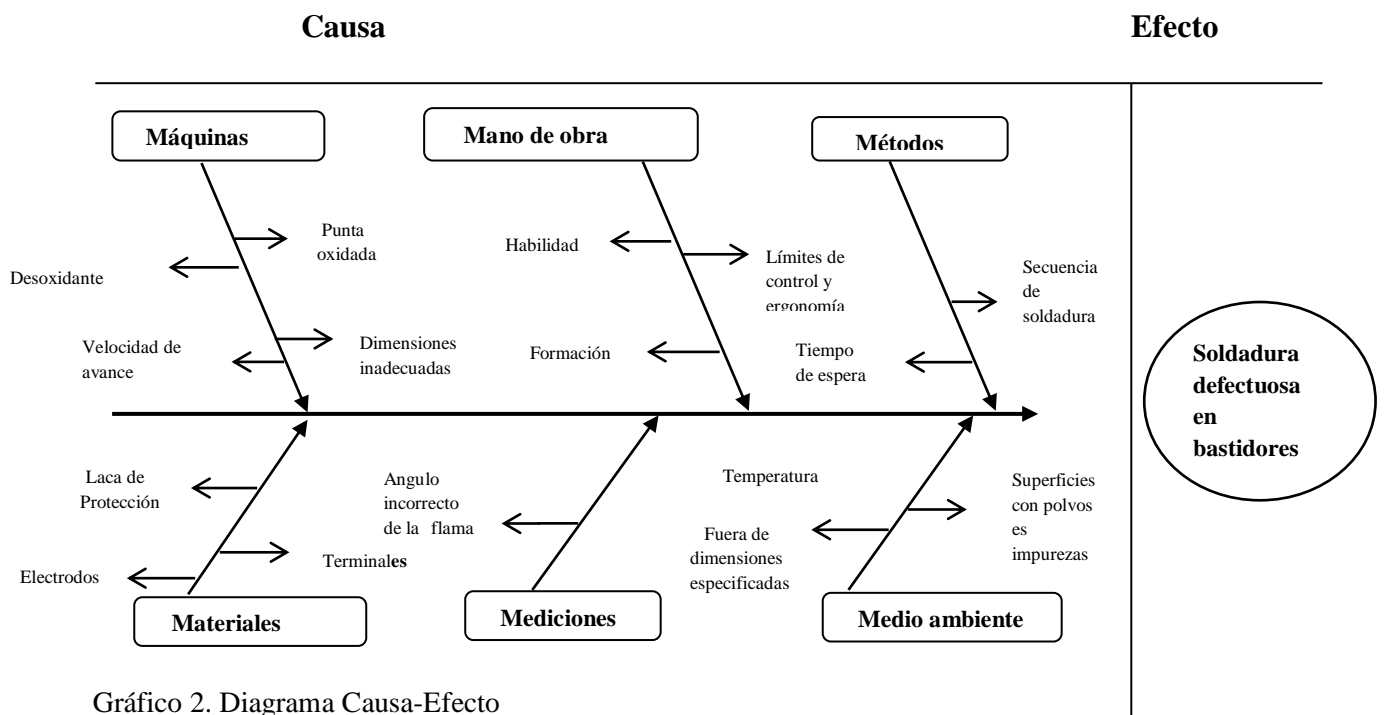 Causa
Efecto
Máquinas
Mano de obra
Métodos
Punta
oxidada
Desoxidante
Velocidad de
avance
Dimensiones
inadecuadas
Habilidad
Límites de
control y
ergonomía
Formación
Secuencia
de
soldadura
Tiempo
de espera
Soldadura
defectuosa
en
bastidores
Laca de
Protección
Electrodos
Terminales
Angulo
incorrecto
de la flama
Temperatura
Fuera de
dimensiones
especificadas
Superficies
con polvos
es
impurezas
Materiales
Mediciones
Medio ambiente
Gráfico 2. Diagrama Causa-Efecto